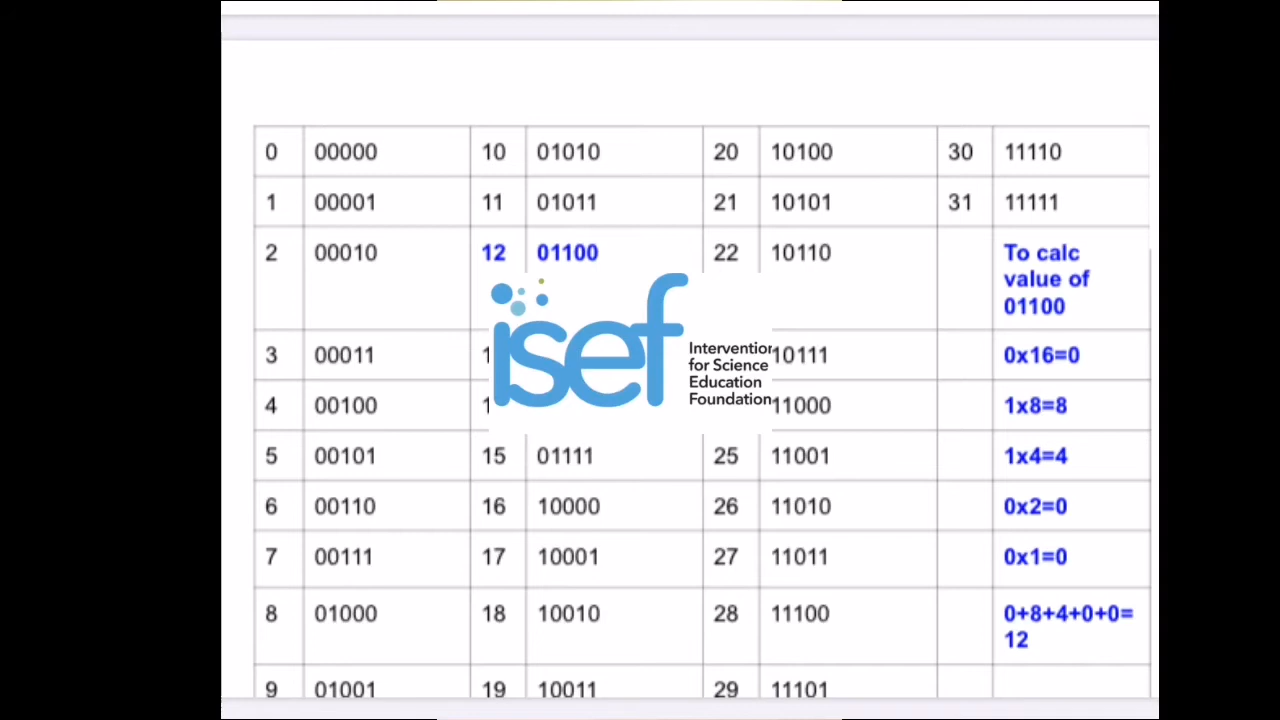 0 00000 10 01010 20 10100 30 11110
1 00001 11 01011 21 10101 31 11111
2 00010 12 01100 22 10110 To calc
value of
01100
3 00011 1 10111 0x16=0
4 00100 1 11000 1x8=8
5 00101 15 01111 25 11001 1x4=4
6 00110 16 10000 26 11010 0x2=0
7 00111 17 10001 27 11011 0x1=0
8 01000 18 10010 28 11100 0+8+4+0+0=
12
9 01001 19 10011 29 11101
isef
Intervention
for Science
Education
Foundation